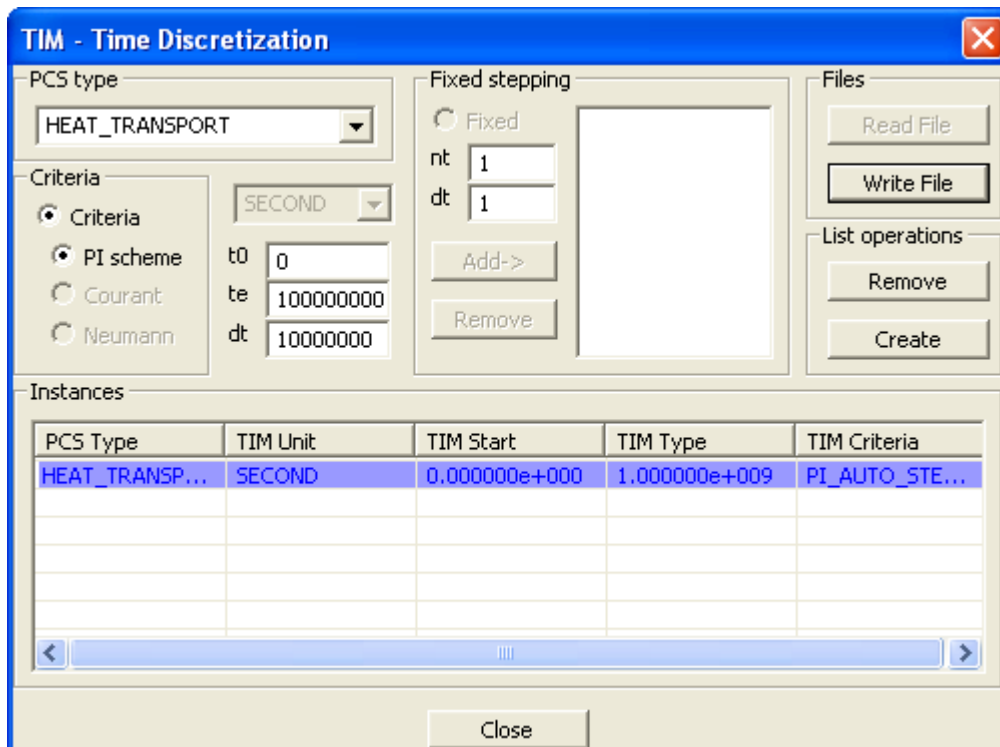 TIM - Time Discretization
PCS type
HEAT_TRANSPORT
Criteria
Criteria
PI scheme
Courant
Neumann
SECOND
t0 0
te 100000000
dt 10000000
Fixed stepping
Fixed
nt 1
dt 1
Add->
Remove
Files
Read File
Write File
List operations
Remove
Create
Instances
PCS Type TIM Unit TIM Start TIM Type TIM Criteria
HEAT_TRANSP... SECOND 0.000000e+000 1.000000e+009 PI_AUTO_STE...
Close